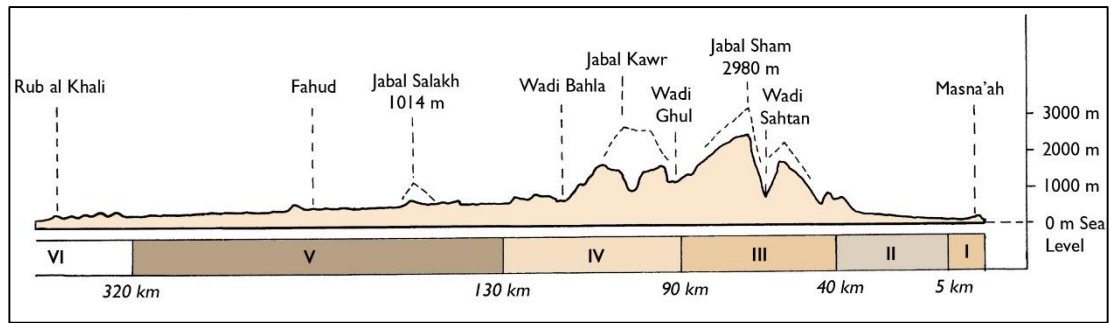 Jabal Sham
2980 m
Jabal Kawr
Rub al Khali
Fahud
Jabal Salakh
1014 m
Wadi Bahla
Wadi
Ghul
Wadi
Sahtan
Masna'ah
3000 m
2000 m
1000 m
0 m Sea
Level
VI
V
IV
III
II
I
320 km
130 km
90 km
40 km
5 km